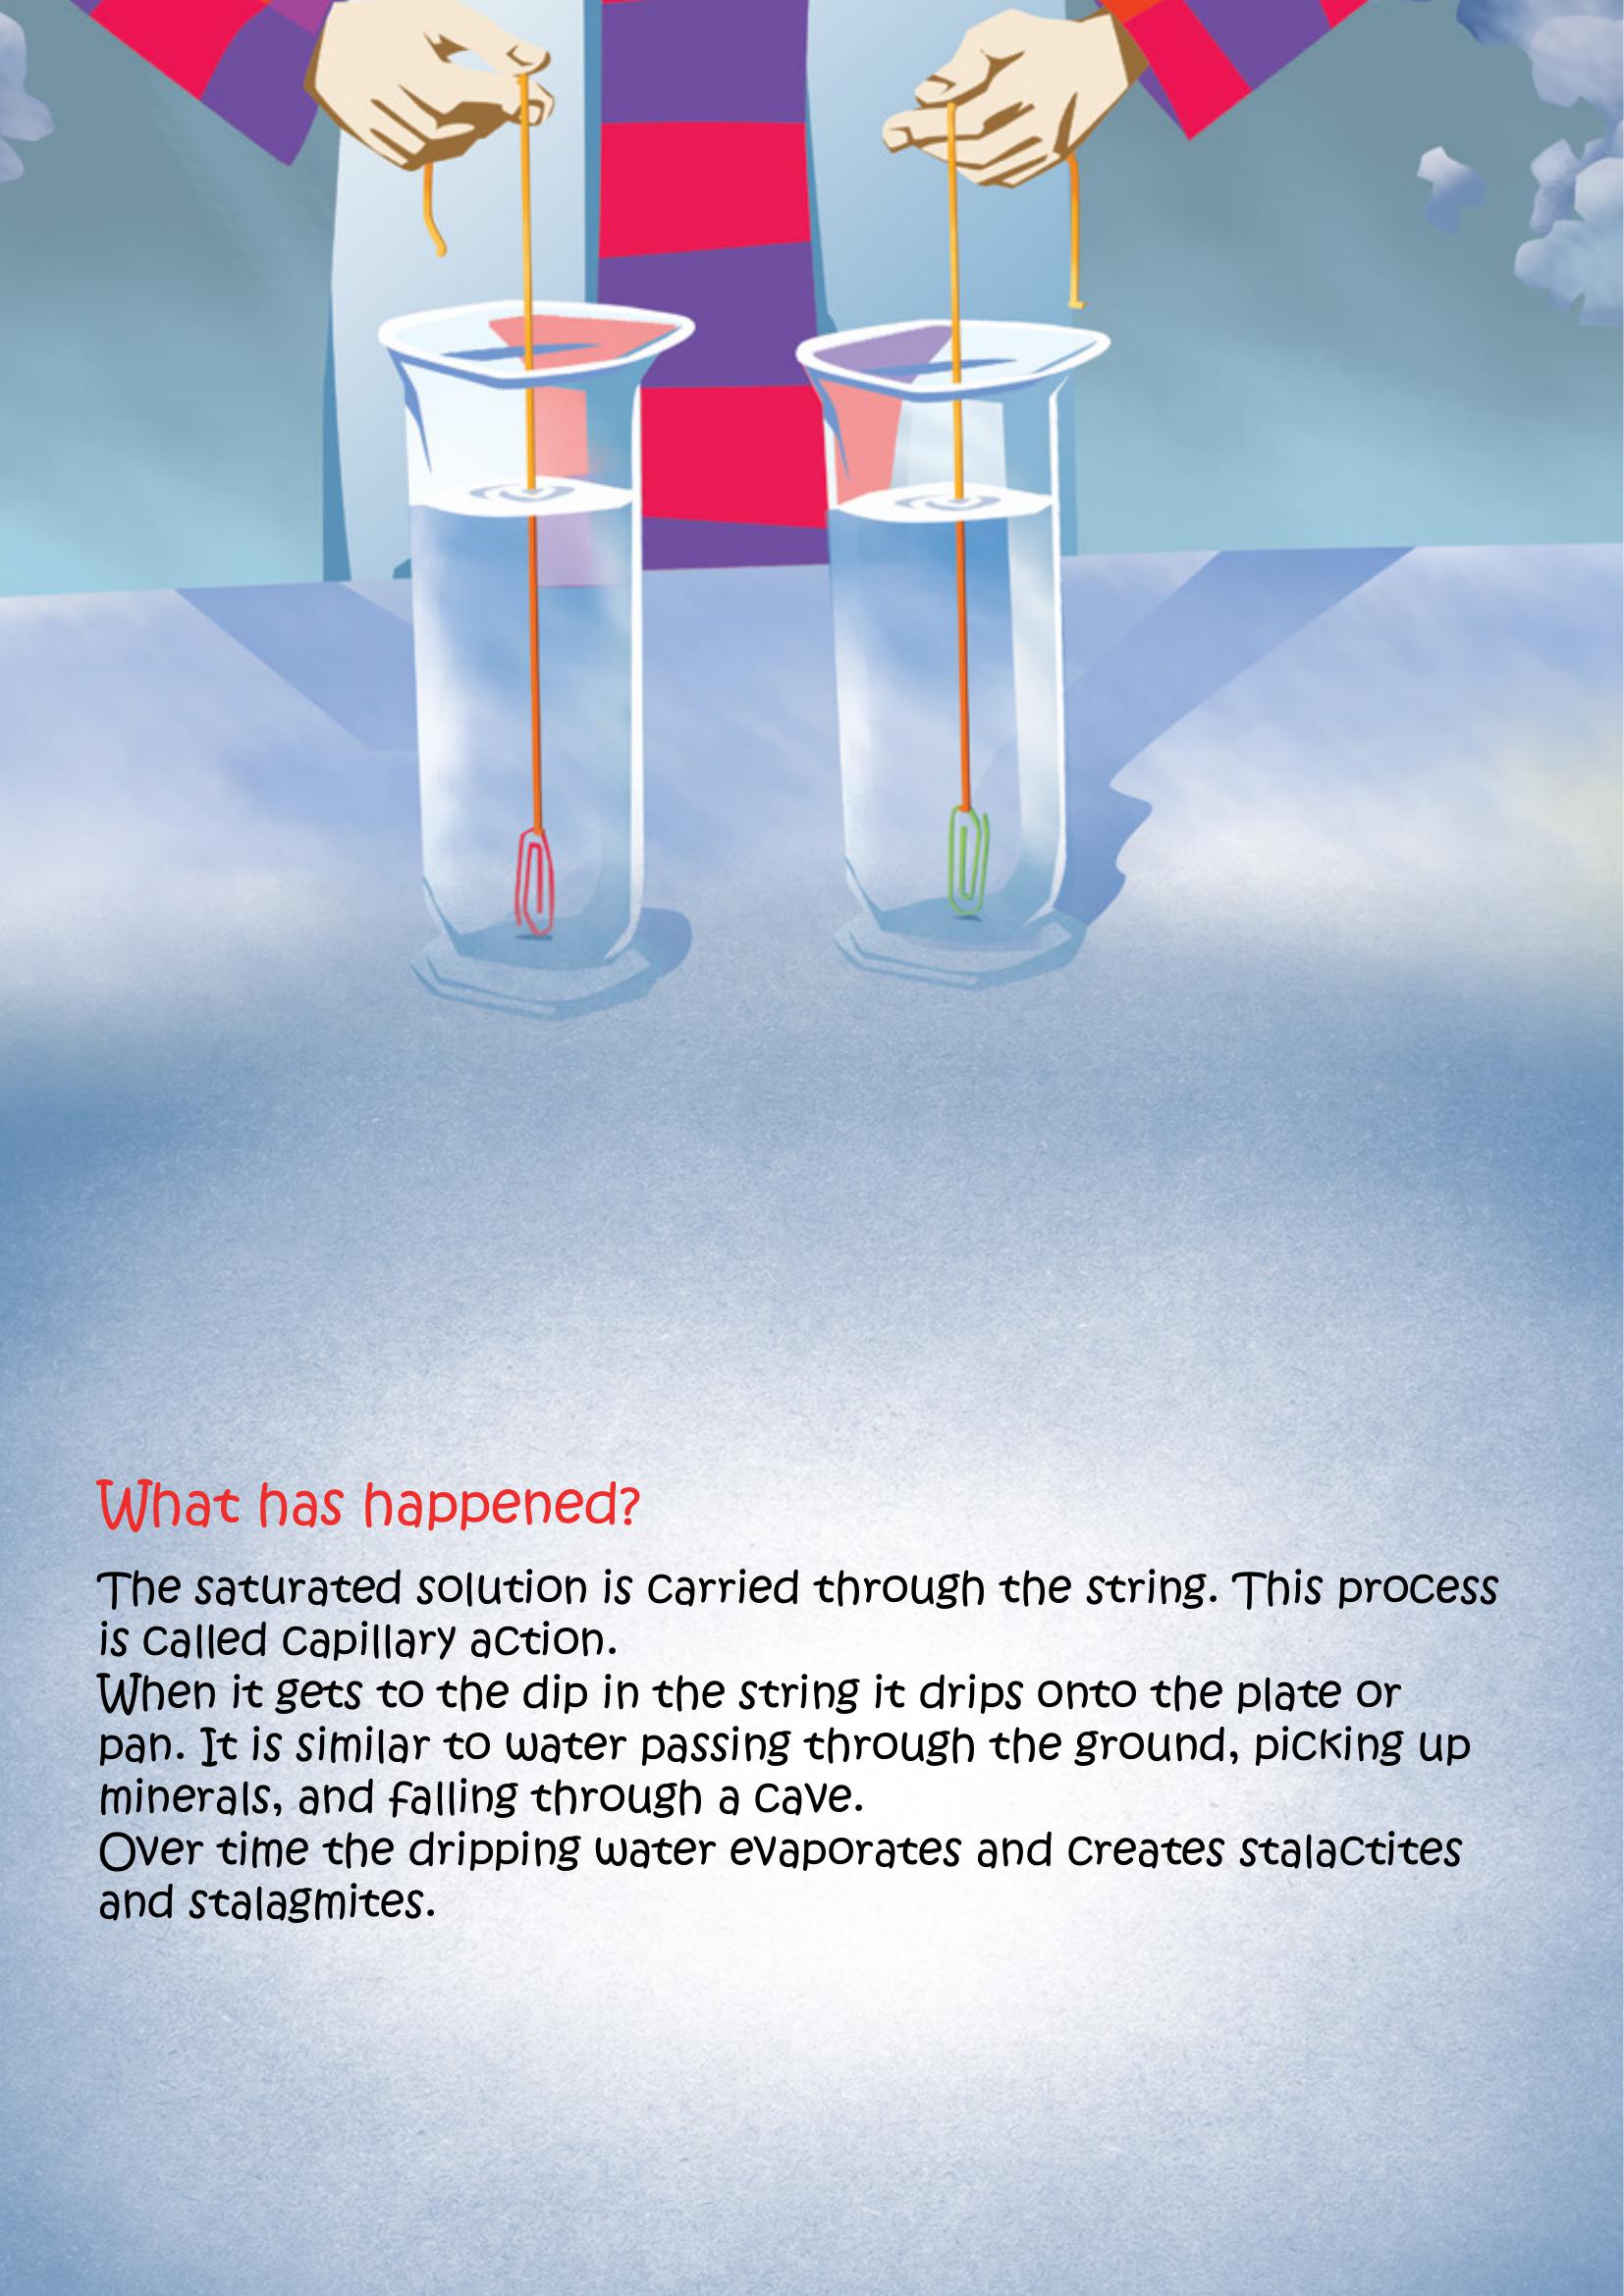 What has happened?
The saturated solution is carried through the string. This process
is called capillary action.
When it gets to the dip in the string it drips onto the plate or
pan. It is similar to water passing through the ground, picking up
minerals, and falling through a cave.
Over time the dripping water evaporates and creates stalactites
and stalagmites.